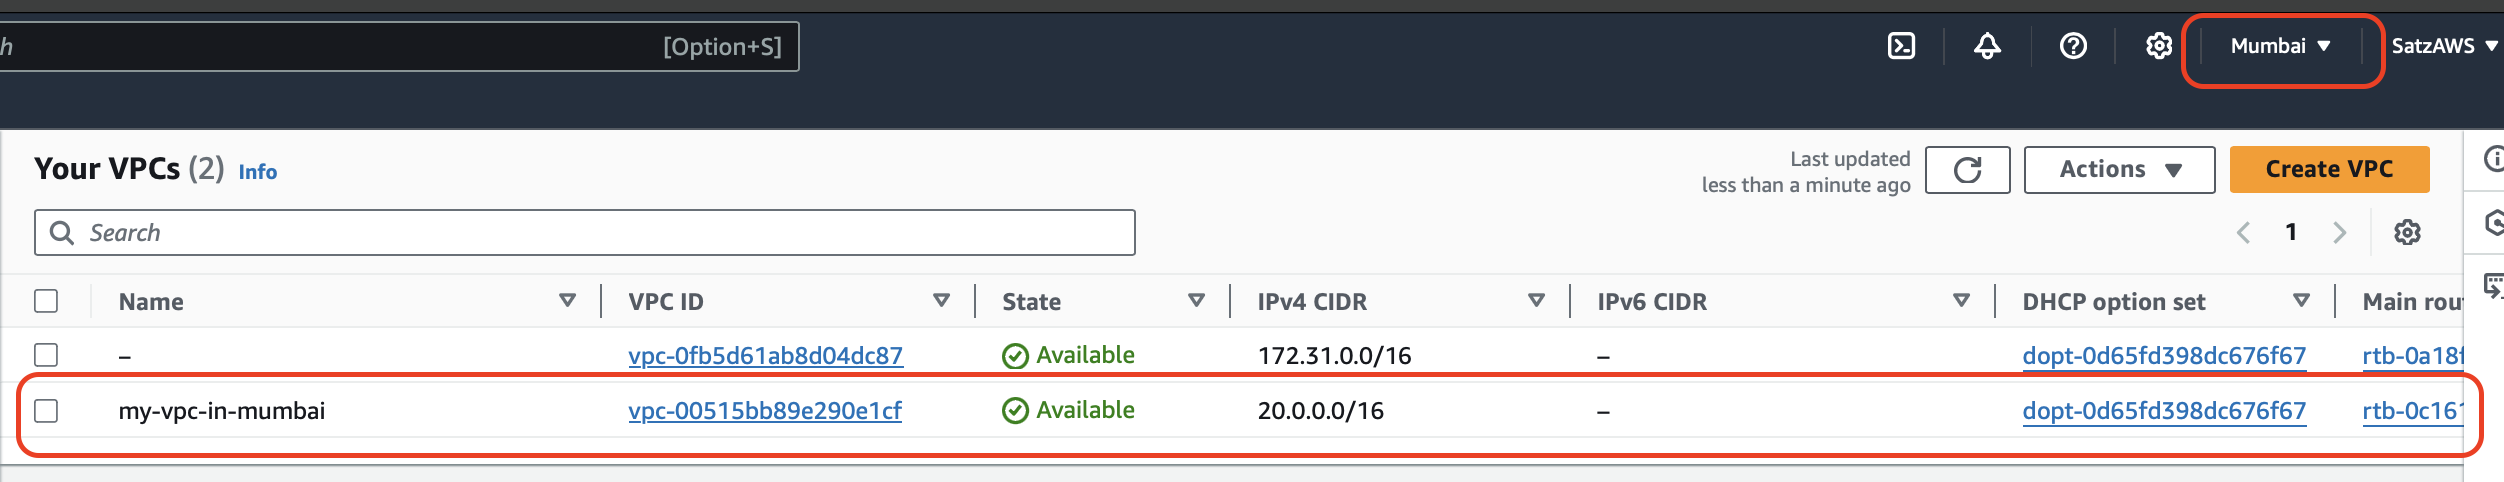 h [Option+S] Mumbai SatzAWS
Your VPCs (2) Info
Last updated
less than a minute ago
Actions
Create VPC
Search
1
Name VPC ID State IPv4 CIDR IPv6 CIDR DHCP option set Main rou
– vpc-0fb5d61ab8d04dc87 Available 172.31.0.0/16 – dopt-0d65fd398dc676f67 rtb-0a18f
my-vpc-in-mumbai vpc-00515bb89e290e1cf Available 20.0.0.0/16 – dopt-0d65fd398dc676f67 rtb-0c161